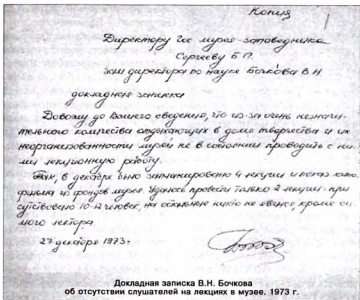 Копия
Директору Гос музея-заповедника
Сергееву Б П.
зам директора по науке Бочкова В Н
докладная записка
Довожу до Вашего сведения, что из-за очень незначи-
тельного количества отдыхающих в доме творчества и их
неорганизованности музей не в состоянии проводить с ни-
ми лекционную работу.
Так, в декабре было запланировано 4 лекции и показ кино-
фильма из фондов музея. Удалось провести только 2 лекции - при-
сутствовало 10-12 человек, на остальные никто не явился кроме са-
мого лектора
27 декабря 1973 г.
Докладная записка В.Н. Бочкова
об отсутствии слушателей на лекциях в музее. 1973 г.